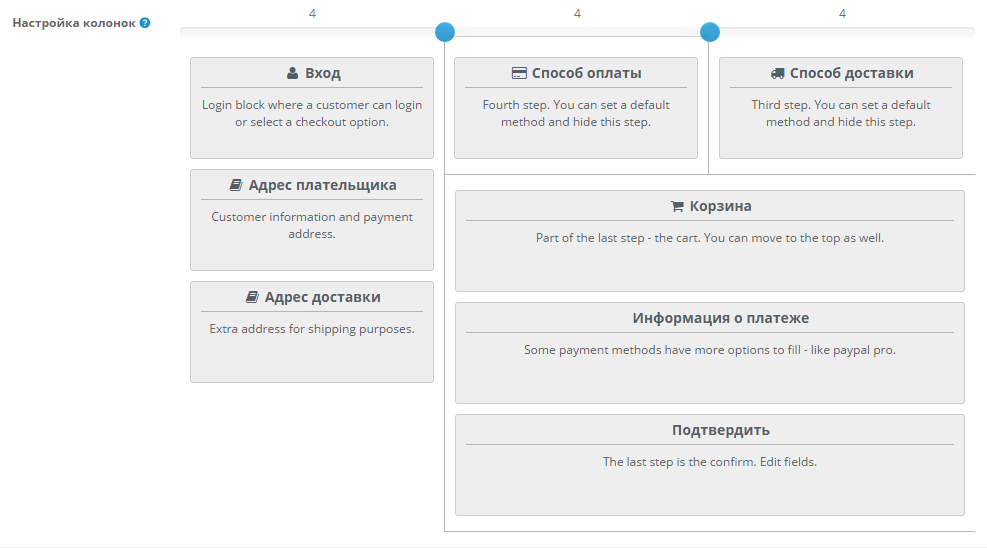 4 4 4
Настройка колонок
Вход
Login block where a customer can login
or select a checkout option.
Способ оплаты
Fourth step. You can set a default
method and hide this step.
Способ доставки
Third step. You can set a default
method and hide this step.
Адрес плательщика
Customer information and payment
address.
Адрес доставки
Extra address for shipping purposes.
Корзина
Part of the last step - the cart. You can move to the top as well.
Информация о платеже
Some payment methods have more options to fill - like paypal pro.
Подтвердить
The last step is the confirm. Edit fields.